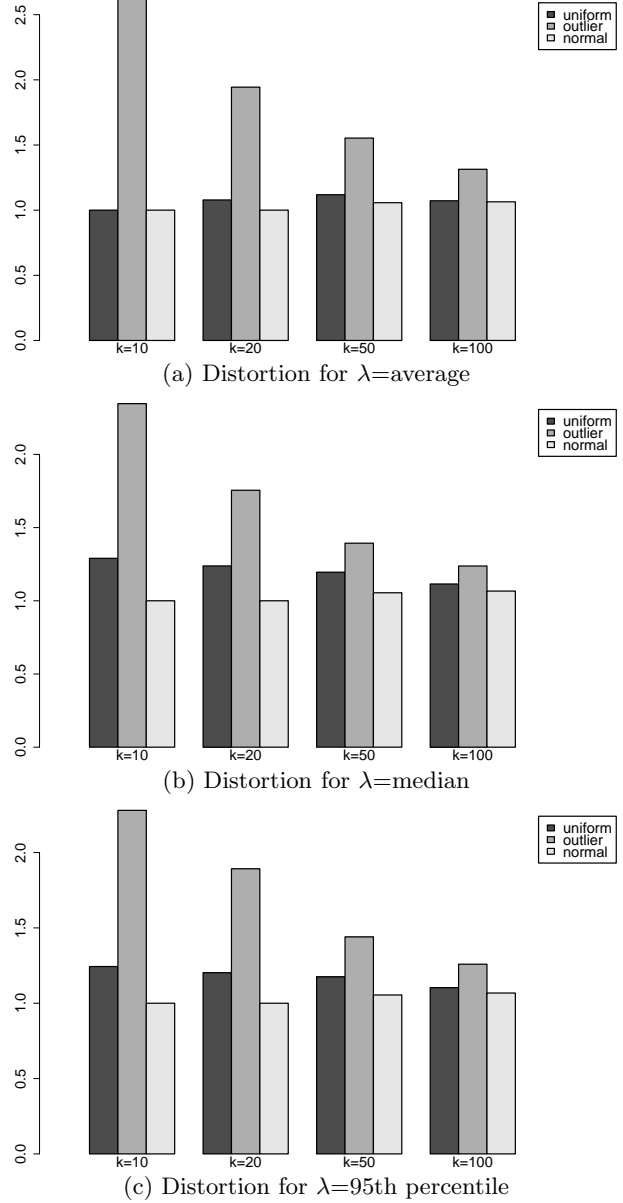 2.5
2.0
1.5
1.0
0.5
0.0
uniform
outlier
normal
k=10 k=20 k=50 k=100
(a) Distortion for λ=average
2.0
1.5
1.0
0.5
0.0
uniform
outlier
normal
k=10 k=20 k=50 k=100
(b) Distortion for λ=median
2.0
1.5
1.0
0.5
0.0
uniform
outlier
normal
k=10 k=20 k=50 k=100
(c) Distortion for λ=95th percentile